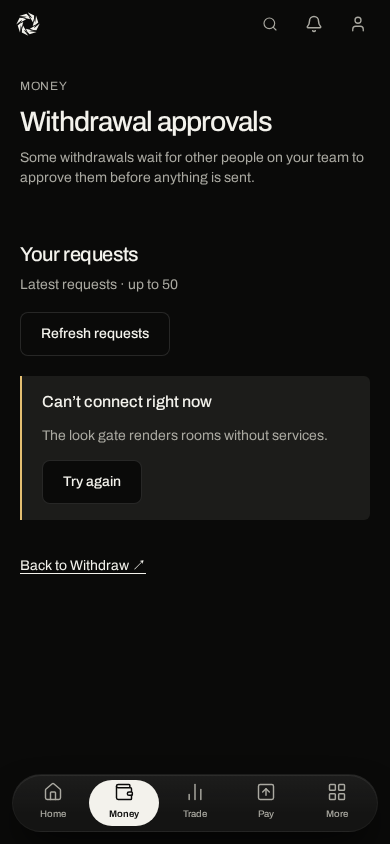 MONEY
Withdrawal approvals
Some withdrawals wait for other people on your team to
approve them before anything is sent.
Your requests
Latest requests · up to 50
Refresh requests
Can’t connect right now
The look gate renders rooms without services.
Try again
Back to Withdraw ↗
Home
Money
Trade
Pay
More